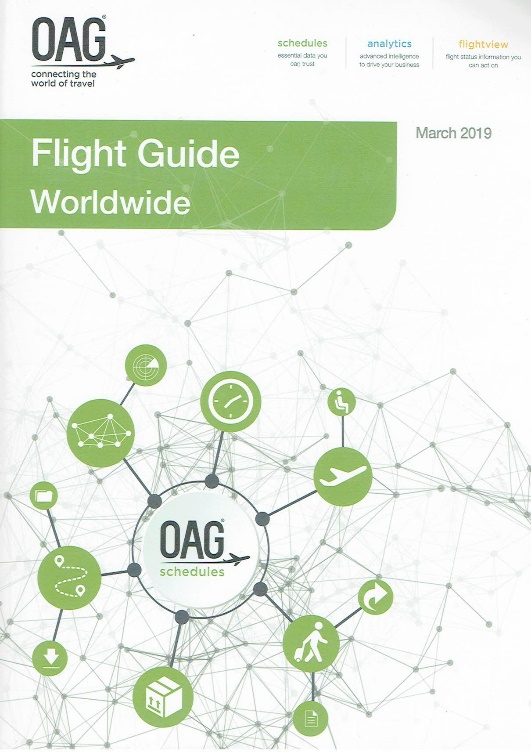 OAG
connecting the
world of travel
schedules
essential data you
can trust
analytics
advanced intelligence
to drive your business
flightview
flight status information you
can act on
March 2019
Flight Guide
Worldwide
OAG
schedules